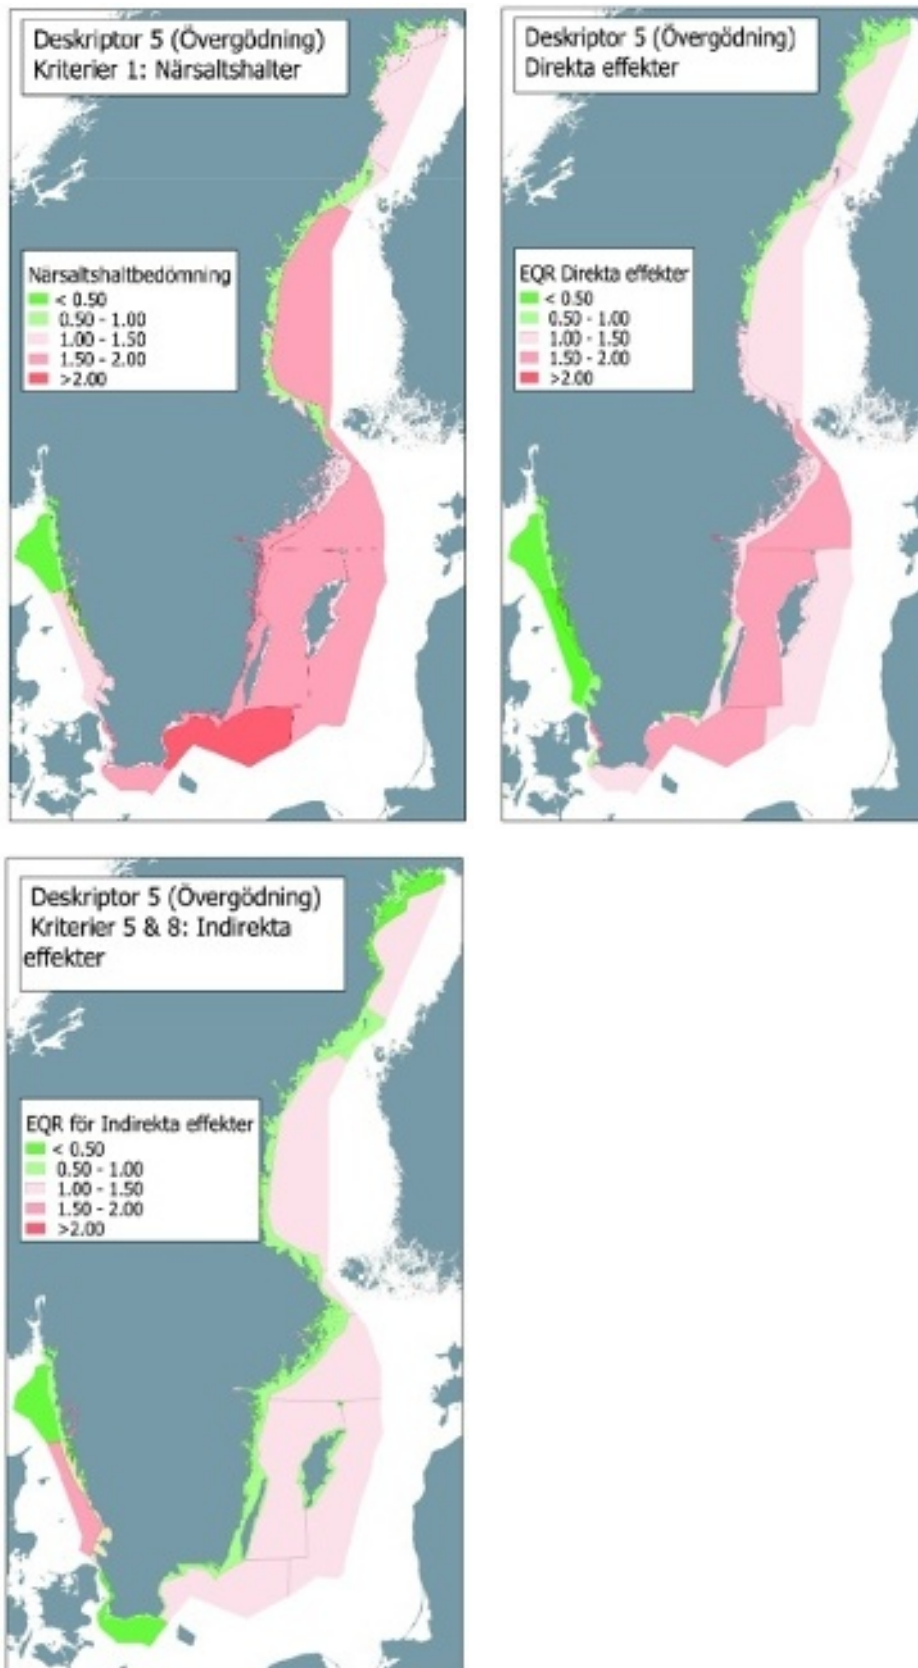 Deskriptor 5 (Övergödning)
Kriterier 1: Närsaltshalter
Närsaltshaltbedömning
< 0.50
0.50 - 1.00
1.00 - 1.50
1.50 - 2.00
>2.00
Deskriptor 5 (Övergödning)
Direkta effekter
EQR Direkta effekter
< 0.50
0.50 - 1.00
1.00 - 1.50
1.50 - 2.00
>2.00
Deskriptor 5 (Övergödning)
Kriterier 5 & 8: Indirekta
effekter
EQR för Indirekta effekter
< 0.50
0.50 - 1.00
1.00 - 1.50
1.50 - 2.00
>2.00